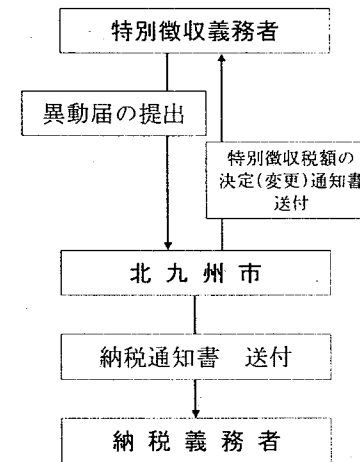 特別徴収義務者
異動届の提出
特別徴収税額の
決定(変更)通知書
送付
北九州市
納税通知書 送付
納税義務者